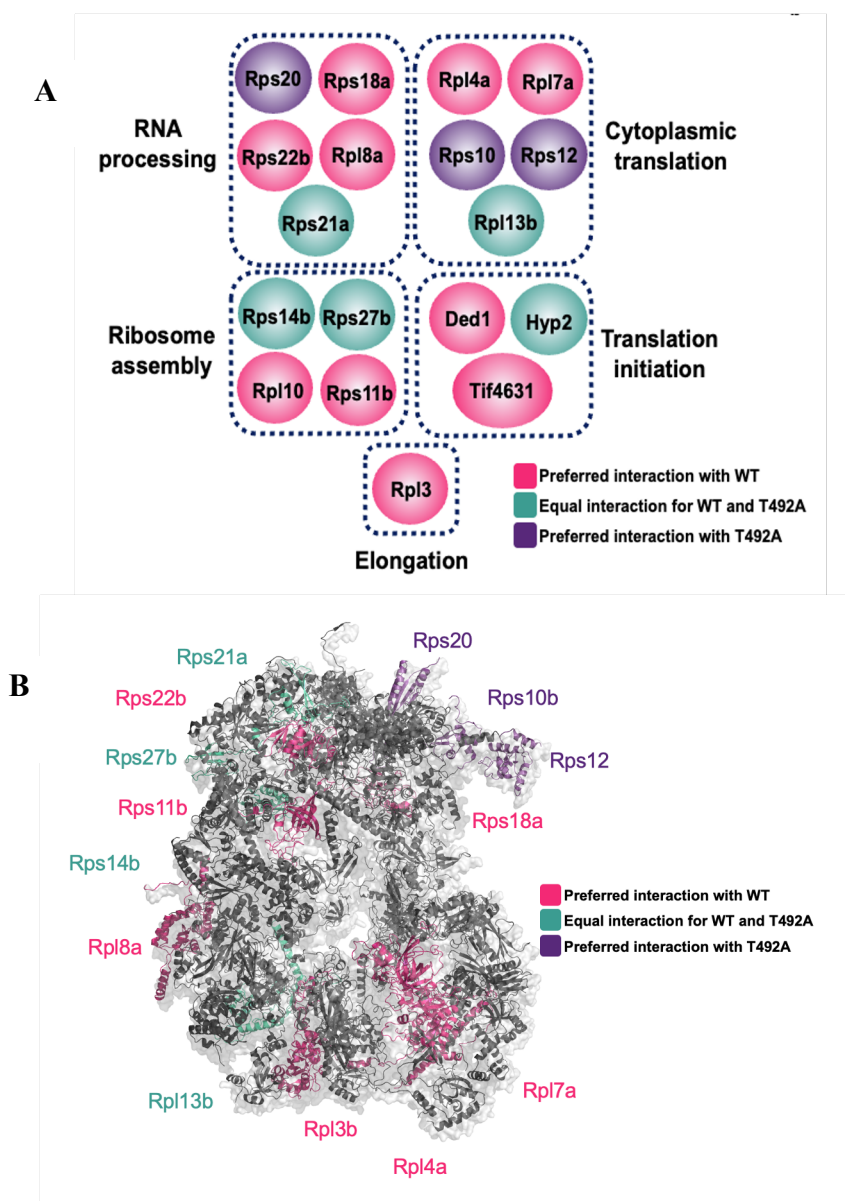 A
Rps20
Rps18a
Rpl4a
Rpl7a
RNA
processing
Cytoplasmic
translation
Rps22b
Rpl8a
Rps10
Rps12
Rps21a
Rpl13b
Ribosome
assembly
Rps14b
Rps27b
Ded1
Hyp2
Translation
initiation
Rpl10
Rps11b
Tif4631
Rpl3
Elongation
Preferred interaction with WT
Equal interaction for WT and T492A
Preferred interaction with T492A
B
Rps21a
Rps20
Rps22b
Rps10b
Rps27b
Rps12
Rps11b
Rps18a
Rps14b
Rpl8a
Preferred interaction with WT
Equal interaction for WT and T492A
Preferred interaction with T492A
Rpl13b
Rpl7a
Rpl3b
Rpl4a